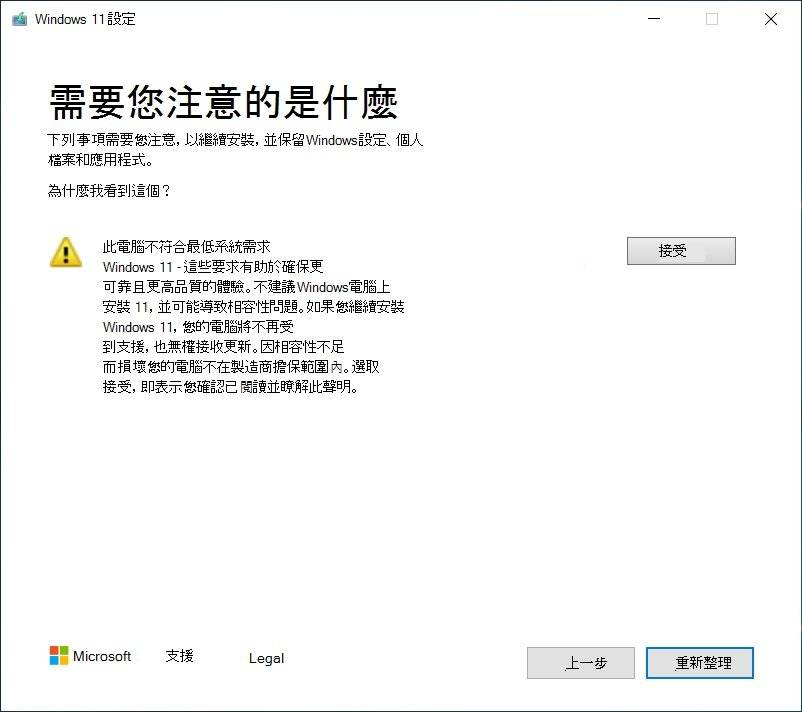 Windows 11設定
需要您注意的是什麼
下列事項需要您注意，以繼續安裝，並保留Windows設定、個人
檔案和應用程式。
為什麼我看到這個？
此電腦不符合最低系統需求
Windows 11 - 這些要求有助於確保更
可靠且更高品質的體驗。不建議Windows電腦上
安裝 11，並可能導致相容性問題。如果您繼續安裝
Windows 11，您的電腦將不再受
到支援，也無權接收更新。因相容性不足
而損壞您的電腦不在製造商擔保範圍內。選取
接受，即表示您確認已閱讀並瞭解此聲明。
接受
Microsoft
支援
Legal
上一步
重新整理